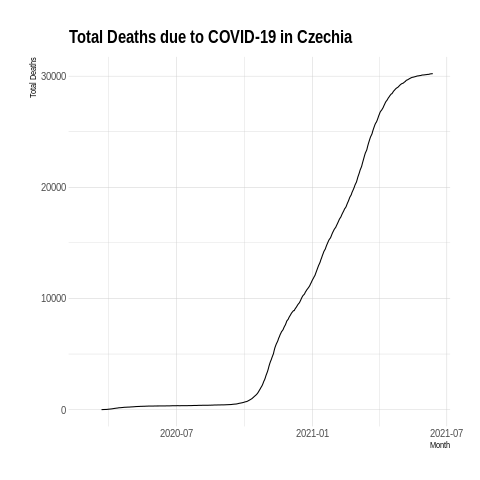 Total Deaths due to COVID-19 in Czechia
Total Deaths
30000
20000
10000
0
2020-07
2021-01
2021-07
Month